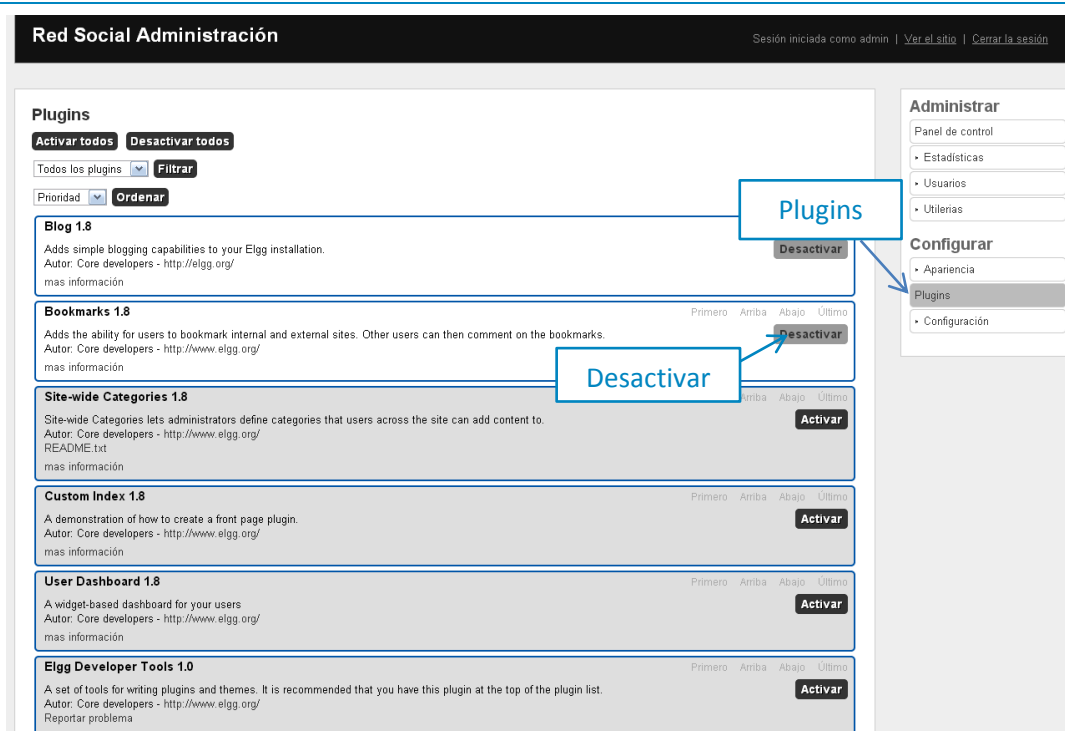 Red Social Administración
Sesión iniciada como admin | Ver el sitio | Cerrar la sesión
Plugins
Activar todos Desactivar todos
Todos los plugins Filtrar
Prioridad Ordenar
Blog 1.8
Adds simple blogging capabilities to your Elgg installation.
Autor: Core developers - http://elgg.org/
mas información
Desactivar
Bookmarks 1.8
Primero Arriba Abajo Último
Adds the ability for users to bookmark internal and external sites. Other users can then comment on the bookmarks.
Autor: Core developers - http://www.elgg.org/
mas información
Desactivar
Site-wide Categories 1.8
Arriba Abajo Último
Site-wide Categories lets administrators define categories that users across the site can add content to.
Autor: Core developers - http://www.elgg.org/
README.txt
mas información
Activar
Custom Index 1.8
Primero Arriba Abajo Último
A demonstration of how to create a front page plugin.
Autor: Core developers - http://www.elgg.org/
mas información
Activar
User Dashboard 1.8
Primero Arriba Abajo Último
A widget-based dashboard for your users
Autor: Core developers - http://www.elgg.org/
mas información
Activar
Elgg Developer Tools 1.0
Primero Arriba Abajo Último
A set of tools for writing plugins and themes. It is recommended that you have this plugin at the top of the plugin list.
Autor: Core developers - http://www.elgg.org/
Reportar problema
Activar
Plugins
Desactivar
Administrar
Panel de control
Estadísticas
Usuarios
Utilerias
Configurar
Apariencia
Plugins
Configuración